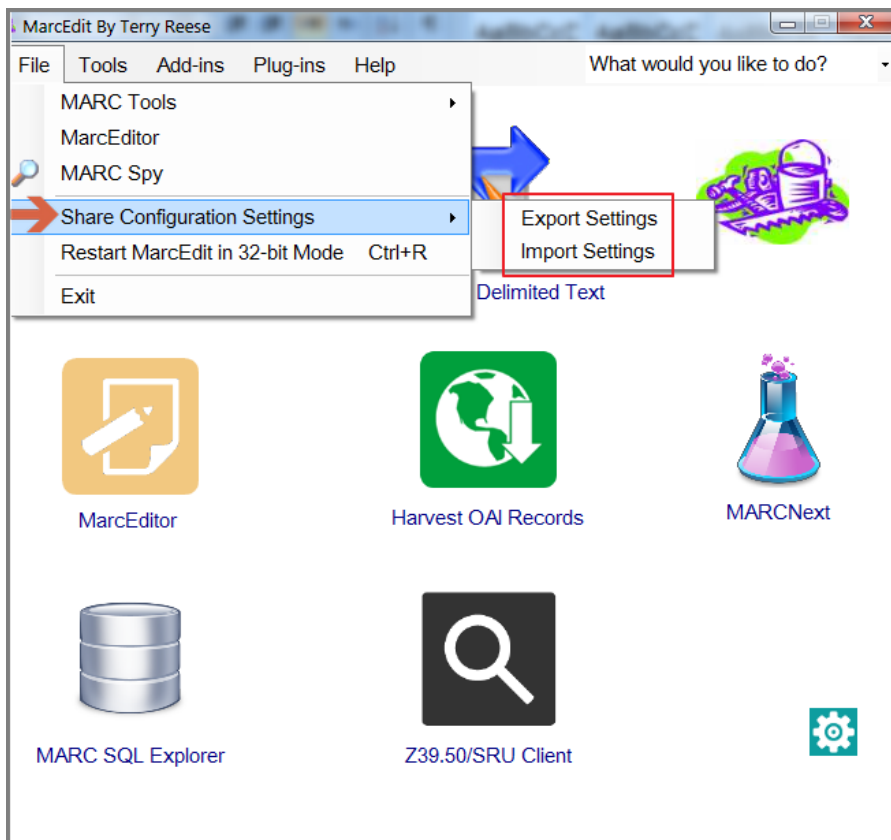 MarcEdit By Terry Reese
File Tools Add-ins Plug-ins Help What would you like to do?
MARC Tools
MarcEditor
MARC Spy
Share Configuration Settings
Export Settings
Import Settings
Restart MarcEdit in 32-bit Mode Ctrl+R
Exit
Delimited Text
MarcEditor
Harvest OAI Records
MARCNext
MARC SQL Explorer
Z39.50/SRU Client